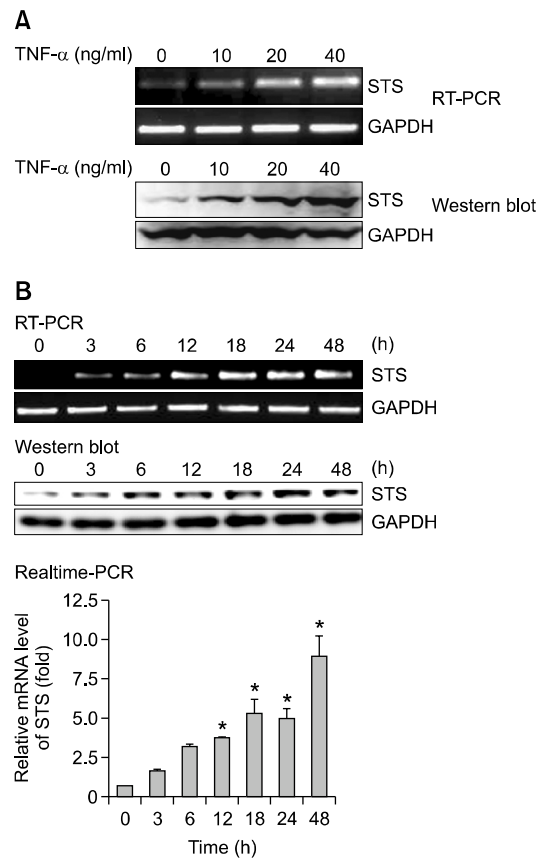 A
TNF-α (ng/ml) 0 10 20 40
STS
RT-PCR
GAPDH
TNF-α (ng/ml) 0 10 20 40
STS
Western blot
GAPDH
B
RT-PCR
0 3 6 12 18 24 48 (h)
STS
GAPDH
Western blot
0 3 6 12 18 24 48 (h)
STS
GAPDH
Realtime-PCR
Relative mRNA level
of STS (fold)
12.5
10.0
7.5
5.0
2.5
0
* * * *
0 3 6 12 18 24 48
Time (h)